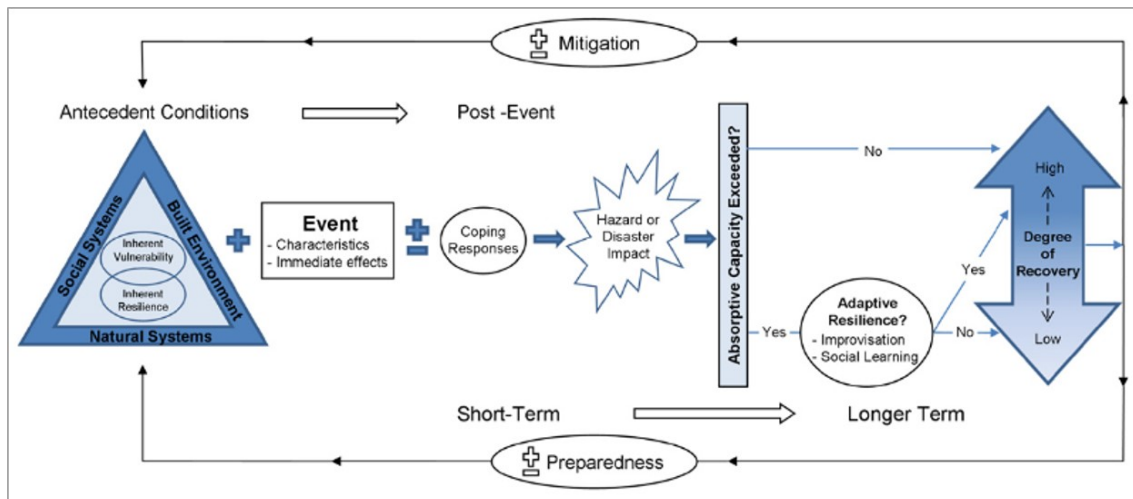 Mitigation
Antecedent Conditions
Post -Event
Social Systems
Built Environment
Natural Systems
Inherent
Vulnerability
Inherent
Resilience
Event
- Characteristics
- Immediate effects
Coping
Responses
Hazard or
Disaster
Impact
Absorptive Capacity Exceeded?
No
Yes
Adaptive
Resilience?
- Improvisation
- Social Learning
Yes
No
High
Degree
of
Recovery
Low
Short-Term
Longer Term
Preparedness